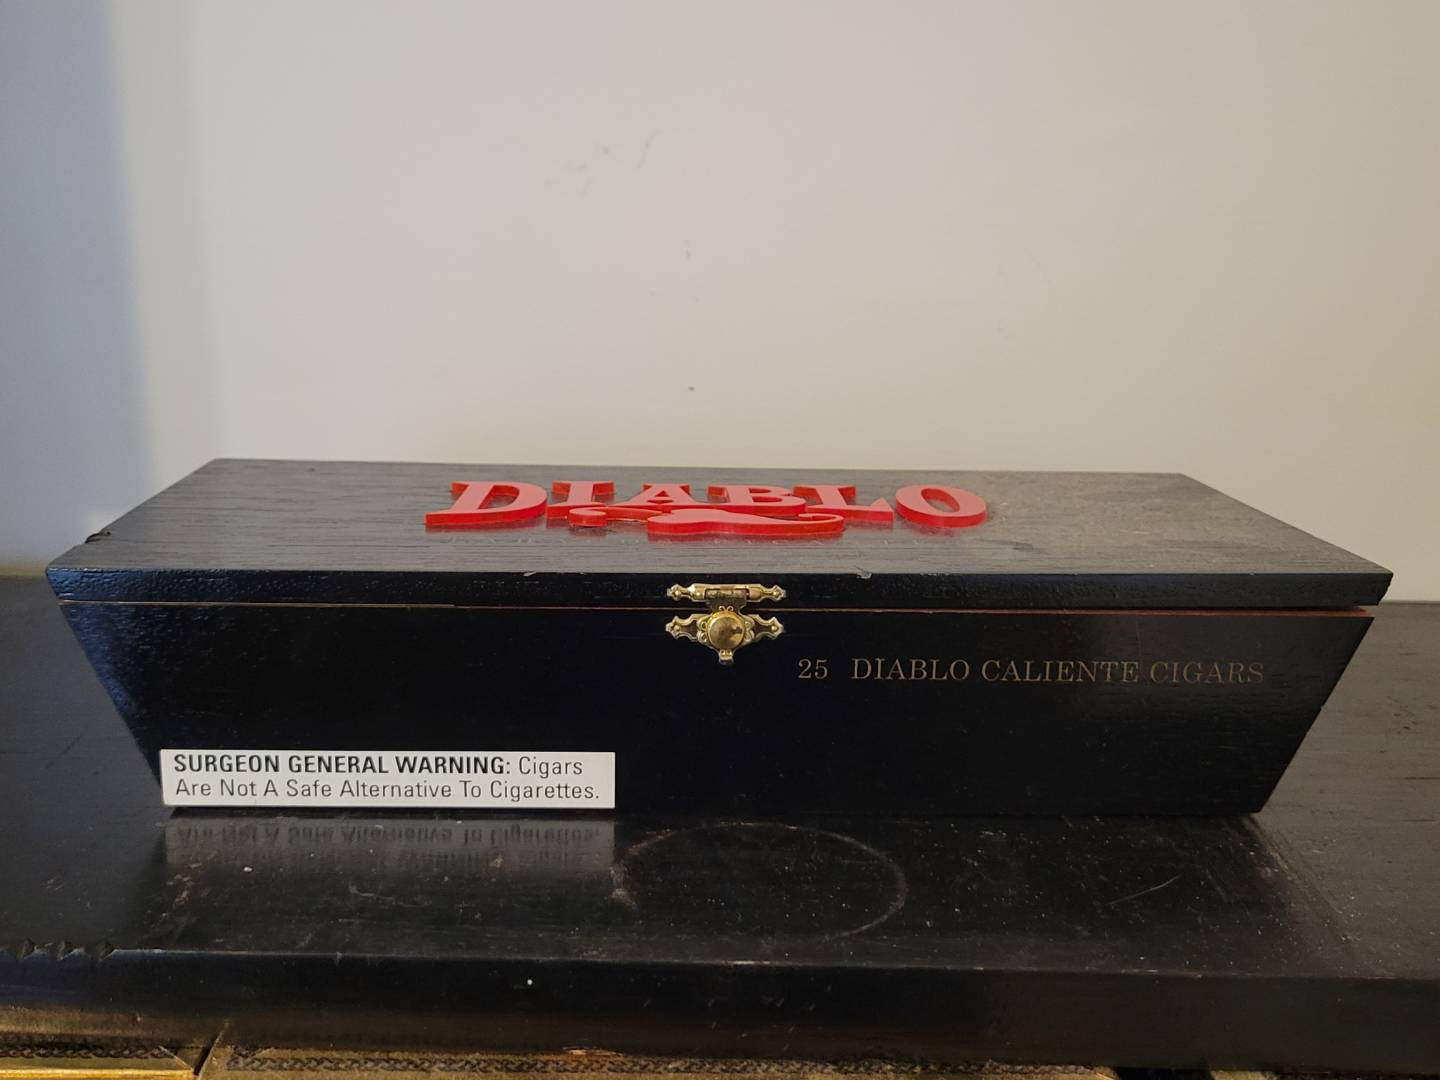 DIABLO
25 DIABLO CALIENTE CIGARS
SURGEON GENERAL WARNING: Cigars
Are Not A Safe Alternative To Cigarettes.